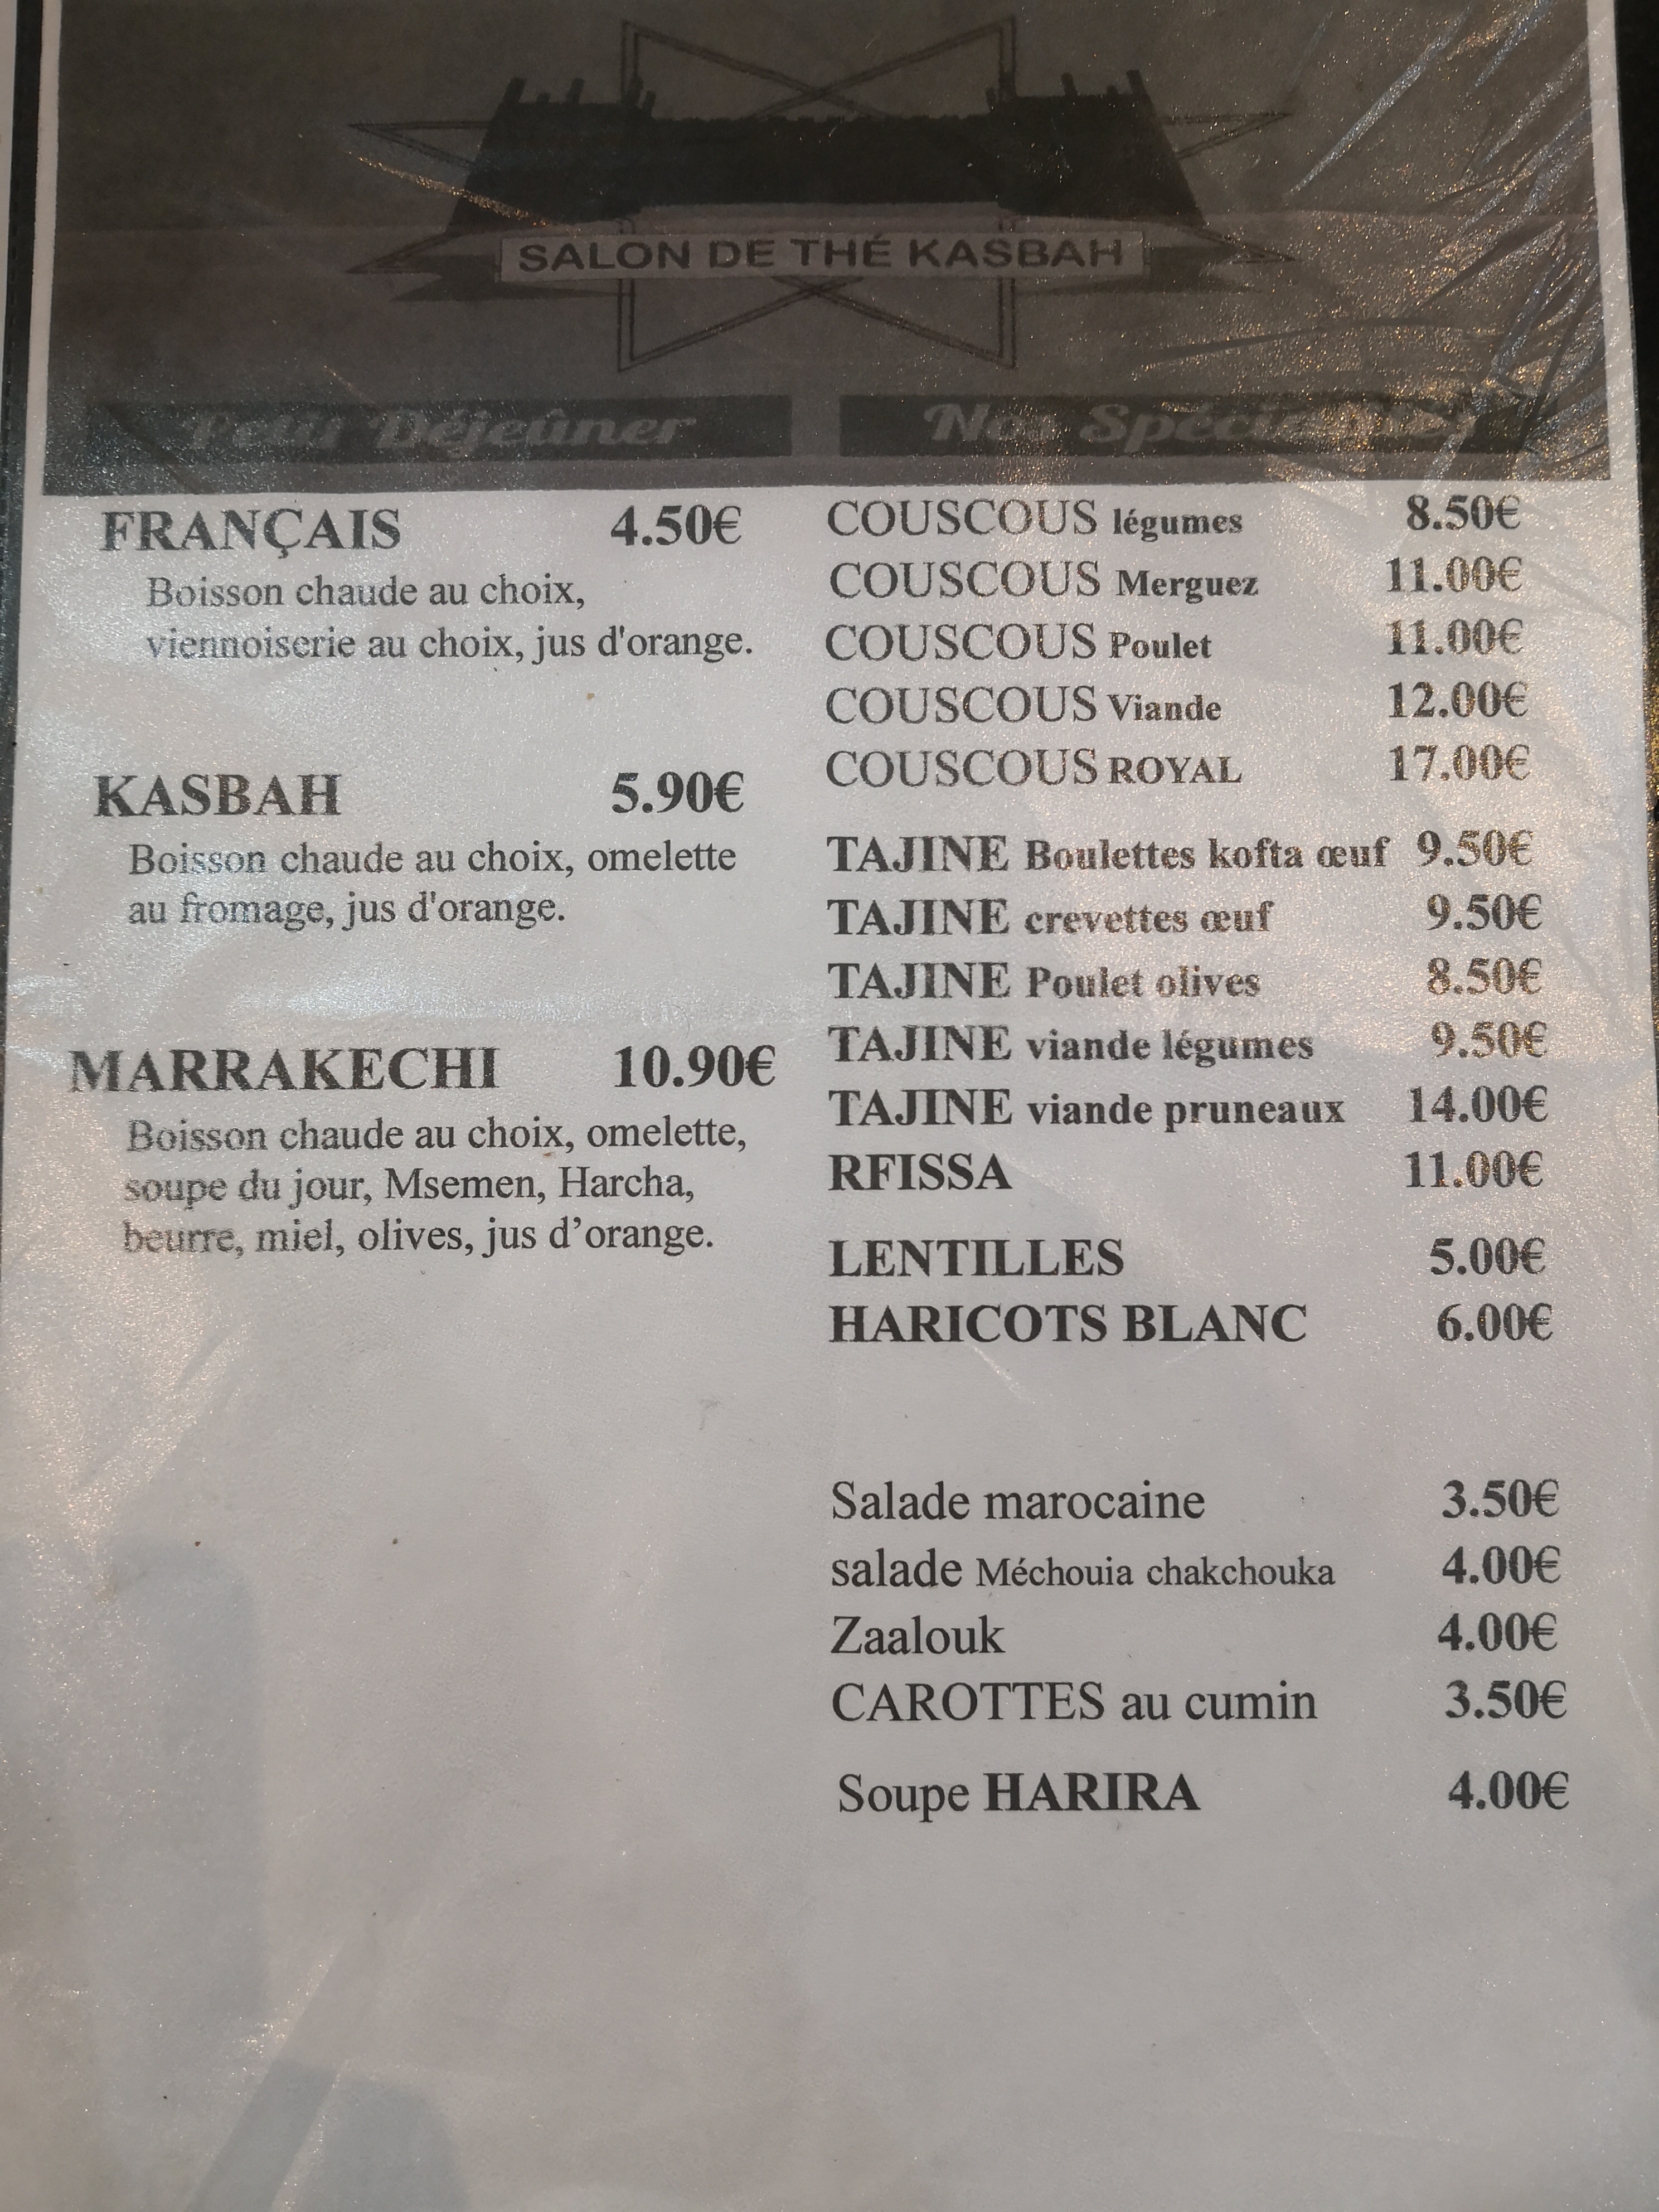 SALON DE THÉ KASBAH
Petit Déjeûner
FRANÇAIS 4.50€
Boisson chaude au choix,
viennoiserie au choix, jus d'orange.
KASBAH 5.90€
Boisson chaude au choix, omelette
au fromage, jus d'orange.
MARRAKECHI 10.90€
Boisson chaude au choix, omelette,
soupe du jour, Msemen, Harcha,
beurre, miel, olives, jus d’orange.
Nos Spécialités
COUSCOUS légumes 8.50€
COUSCOUS Merguez 11.00€
COUSCOUS Poulet 11.00€
COUSCOUS Viande 12.00€
COUSCOUS ROYAL 17.00€
TAJINE Boulettes kofta œuf 9.50€
TAJINE crevettes œuf 9.50€
TAJINE Poulet olives 8.50€
TAJINE viande légumes 9.50€
TAJINE viande pruneaux 14.00€
RFISSA 11.00€
LENTILLES 5.00€
HARICOTS BLANC 6.00€
Salade marocaine 3.50€
salade Méchouia chakchouka 4.00€
Zaalouk 4.00€
CAROTTES au cumin 3.50€
Soupe HARIRA 4.00€